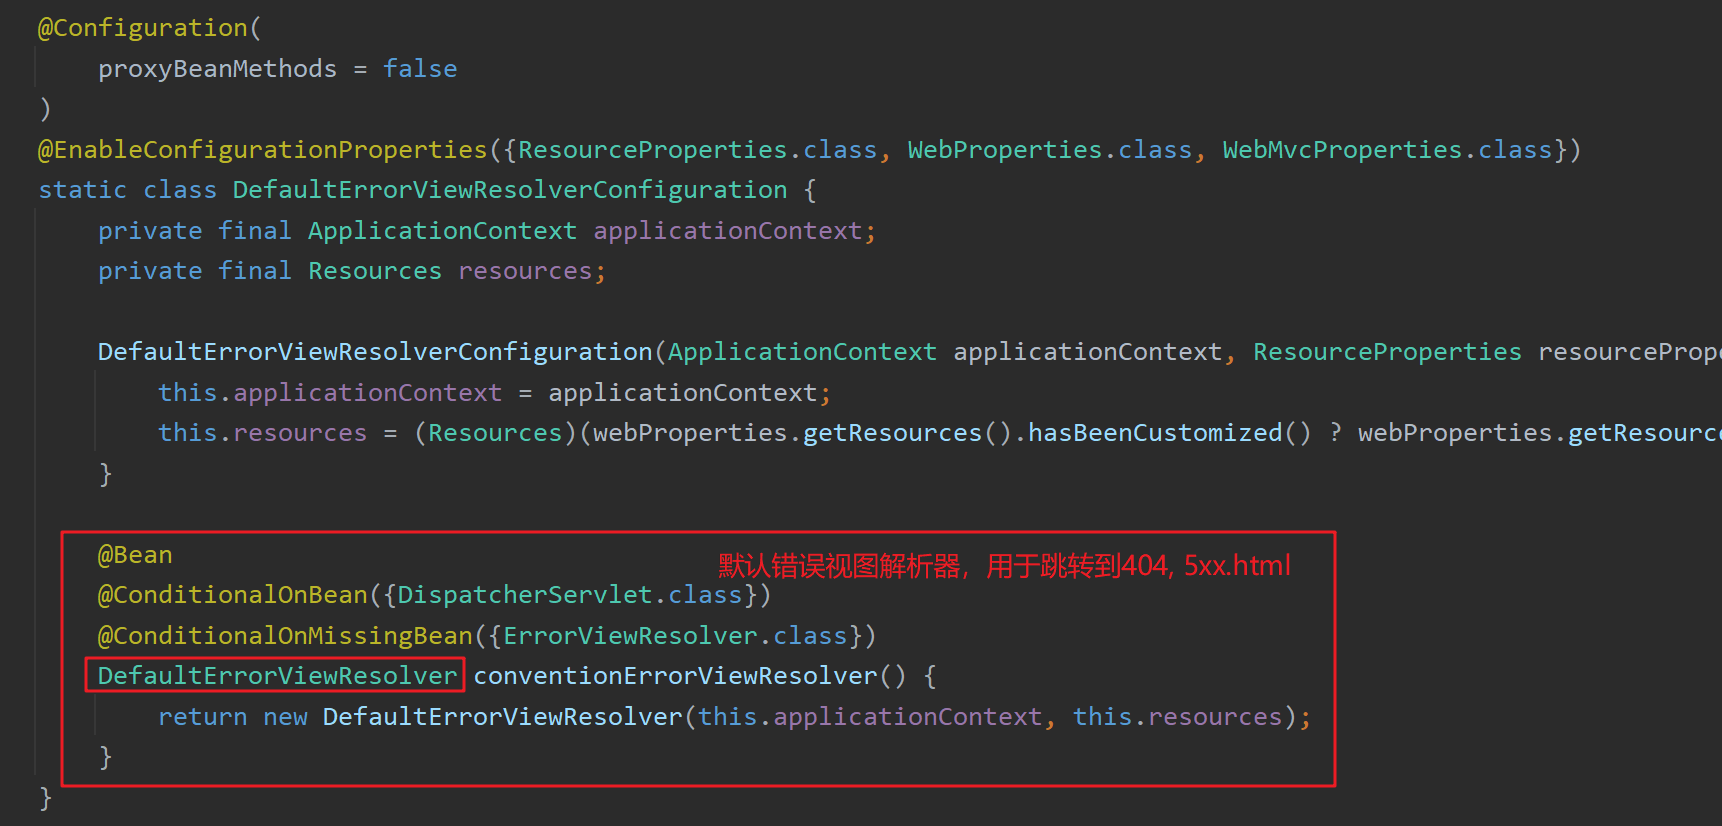 @Configuration(
    proxyBeanMethods = false
)
@EnableConfigurationProperties({ResourceProperties.class, WebProperties.class, WebMvcProperties.class})
static class DefaultErrorViewResolverConfiguration {
    private final ApplicationContext applicationContext;
    private final Resources resources;
    DefaultErrorViewResolverConfiguration(ApplicationContext applicationContext, ResourceProperties resourcePrope
        this.applicationContext = applicationContext;
        this.resources = (Resources)(webProperties.getResources().hasBeenCustomized() ? webProperties.getResourc
    }
    @Bean
默认错误视图解析器，用于跳转到404, 5xx.html
    @ConditionalOnBean({DispatcherServlet.class})
    @ConditionalOnMissingBean({ErrorViewResolver.class})
    DefaultErrorViewResolver conventionErrorViewResolver() {
        return new DefaultErrorViewResolver(this.applicationContext, this.resources);
    }
}